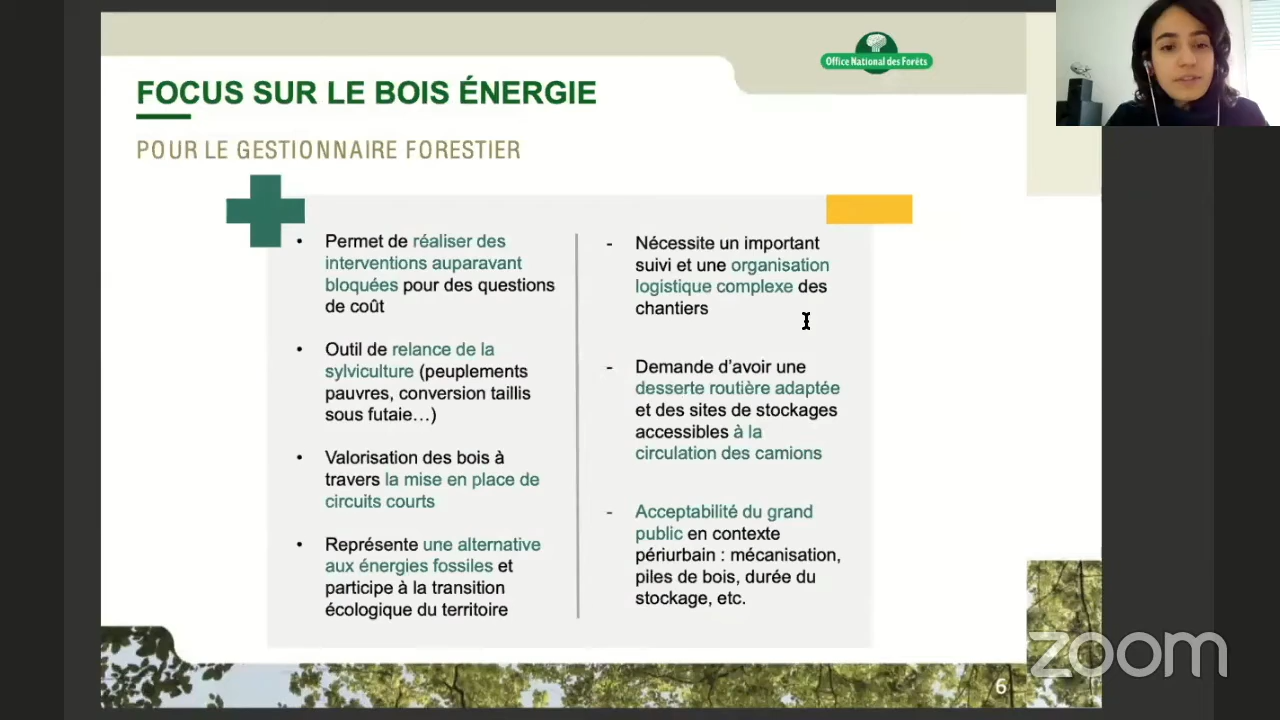 Office National des Forêts
FOCUS SUR LE BOIS ÉNERGIE
POUR LE GESTIONNAIRE FORESTIER
• Permet de réaliser des
interventions auparavant
bloquées pour des questions
de coût
• Outil de relance de la
sylviculture (peuplements
pauvres, conversion taillis
sous futaie…)
• Valorisation des bois à
travers la mise en place de
circuits courts
• Représente une alternative
aux énergies fossiles et
participe à la transition
écologique du territoire
- Nécessite un important
suivi et une organisation
logistique complexe des
chantiers
- Demande d'avoir une
desserte routière adaptée
et des sites de stockages
accessibles à la
circulation des camions
- Acceptabilité du grand
public en contexte
périurbain : mécanisation,
piles de bois, durée du
stockage, etc.
6
zoom